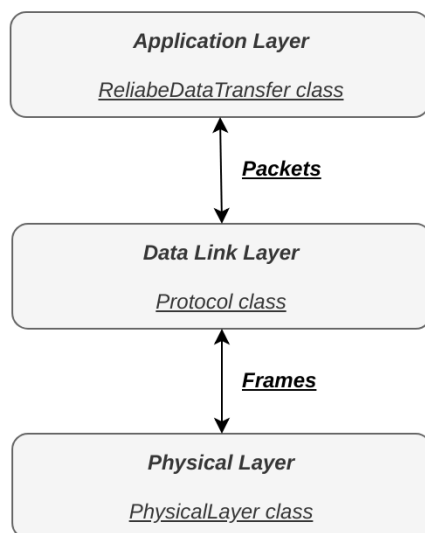 Application Layer
ReliabeDataTransfer class
Packets
Data Link Layer
Protocol class
Frames
Physical Layer
PhysicalLayer class